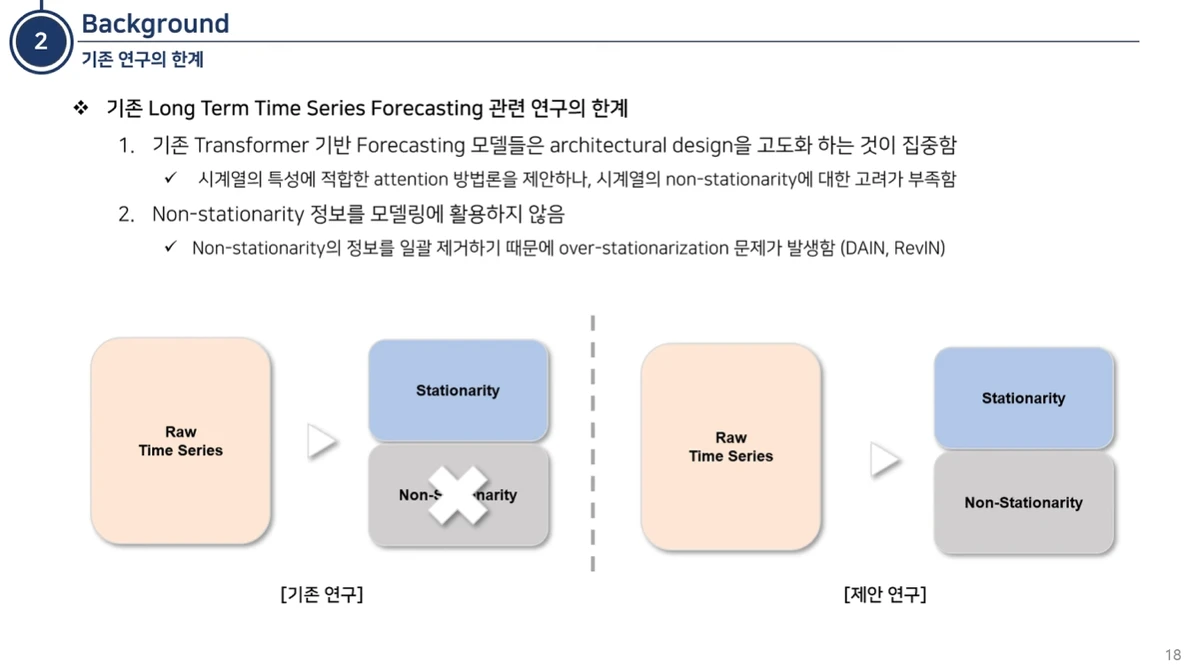 2
Background
기존 연구의 한계
❖ 기존 Long Term Time Series Forecasting 관련 연구의 한계
1. 기존 Transformer 기반 Forecasting 모델들은 architectural design을 고도화 하는 것이 집중함
✓ 시계열의 특성에 적합한 attention 방법론을 제안하나, 시계열의 non-stationarity에 대한 고려가 부족함
2. Non-stationarity 정보를 모델링에 활용하지 않음
✓ Non-stationarity의 정보를 일괄 제거하기 때문에 over-stationarization 문제가 발생함 (DAIN, RevIN)
Raw
Time Series
Stationarity
Non-S narity
[기존 연구]
Raw
Time Series
Stationarity
Non-Stationarity
[제안 연구]
18